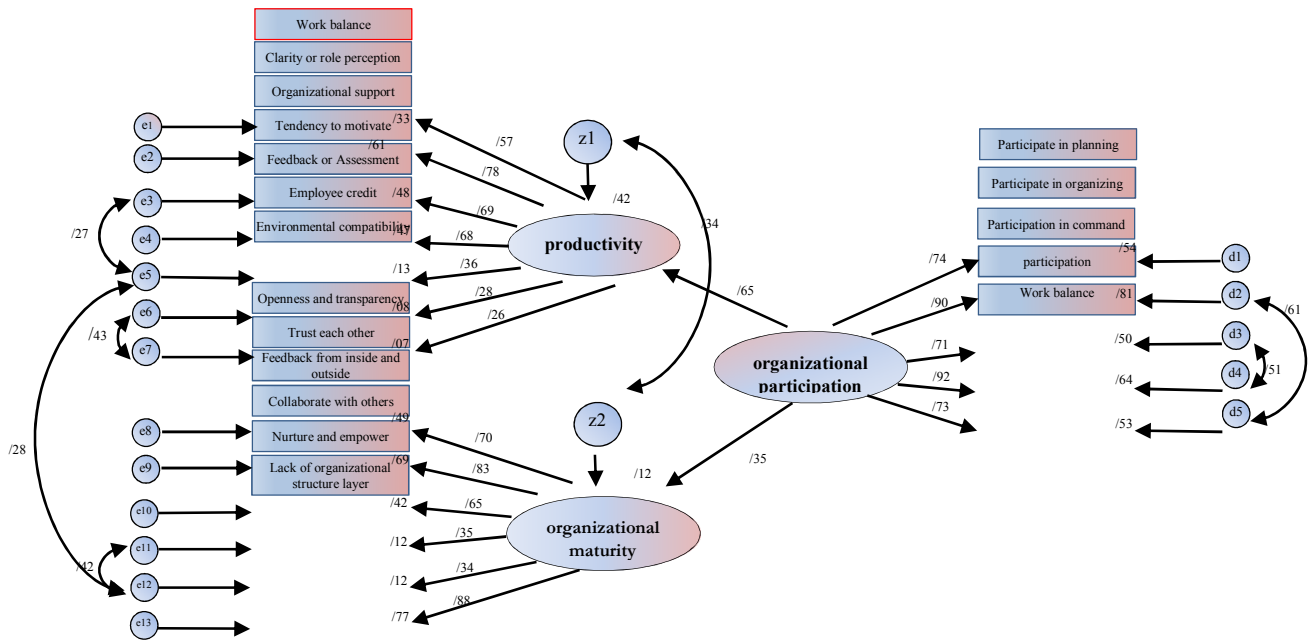 Work balance
Clarity or role perception
Organizational support
Tendency to motivate
Feedback or Assessment
Employee credit
Environmental compatibility
Openness and transparency
Trust each other
Feedback from inside and
outside
Collaborate with others
Nurture and empower
Lack of organizational
structure layer
e1
e2
e3
e4
e5
e6
e7
e8
e9
e10
e11
e12
e13
/27
/43
/28
/42
/33
/61
/48
/47
/13
/08
/07
/49
/69
/42
/12
/12
/77
/57
/78
/69
/68
/36
/28
/26
/70
/83
/65
/35
/34
/88
z1
/42
productivity
/34
z2
/12
organizational
maturity
/65
/35
organizational
participation
/74
/90
/71
/92
/73
Participate in planning
Participate in organizing
Participation in command
participation
Work balance
/54
/81
/50
/64
/53
d1
d2
d3
d4
d5
/61
/51